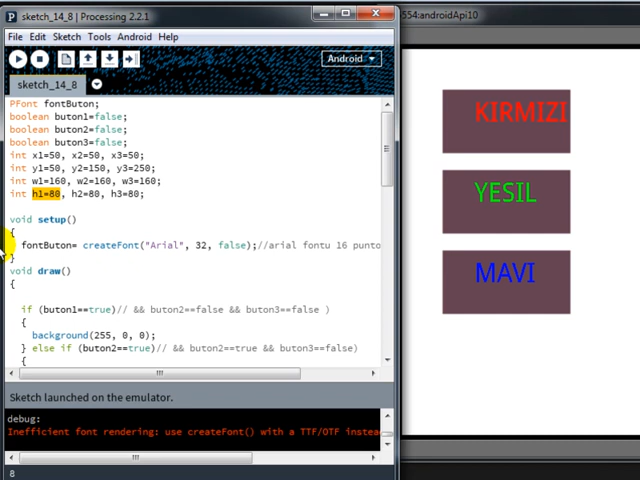 sketch_14_8 | Processing 2.2.1
File Edit Sketch Tools Android Help
Android
sketch_14_8
PFont fontButon;
boolean buton1=false;
boolean buton2=false;
boolean buton3=false;
int x1=50, x2=50, x3=50;
int y1=50, y2=150, y3=250;
int w1=160, w2=160, w3=160;
int h1=80, h2=80, h3=80;
void setup()
{
fontButon= createFont("Arial", 32, false);//arial fontu 16 punto
}
void draw()
{
if (buton1==true)// && buton2==false && buton3==false )
{
background(255, 0, 0);
} else if (buton2==true)// && buton2==true && buton3==false)
{
Sketch launched on the emulator.
debug:
Inefficient font rendering: use createFont() with a TTF/OTF instea
8
554:androidApi10
KIRMIZI
YESIL
MAVI